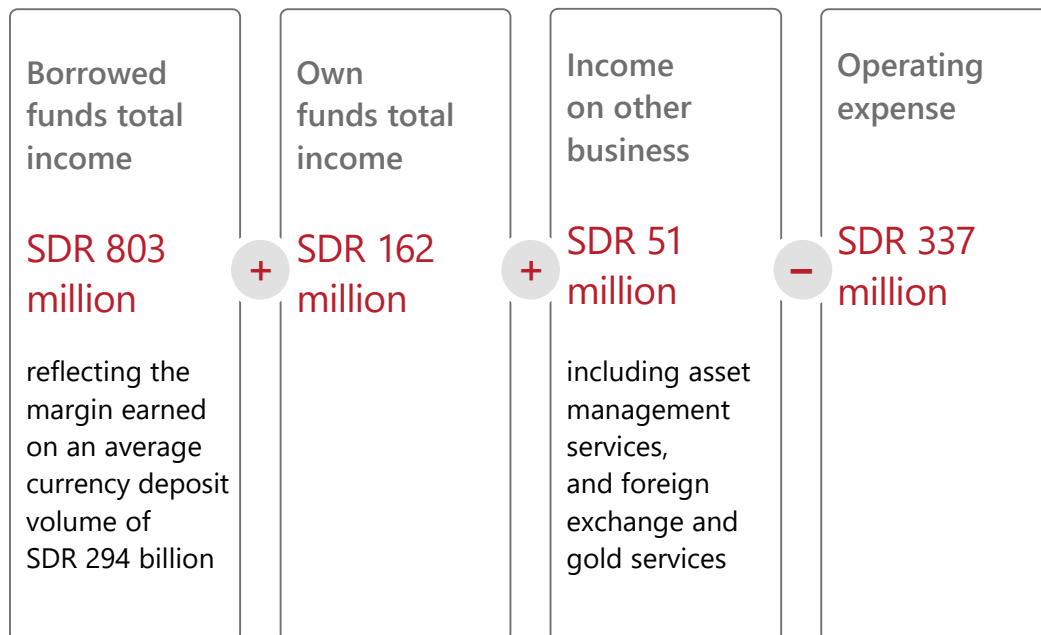 Borrowed
funds total
income
SDR 803
million
reflecting the
margin earned
on an average
currency deposit
volume of
SDR 294 billion
+
Own
funds total
income
SDR 162
million
+
Income
on other
business
SDR 51
million
including asset
management
services,
and foreign
exchange and
gold services
–
Operating
expense
SDR 337
million